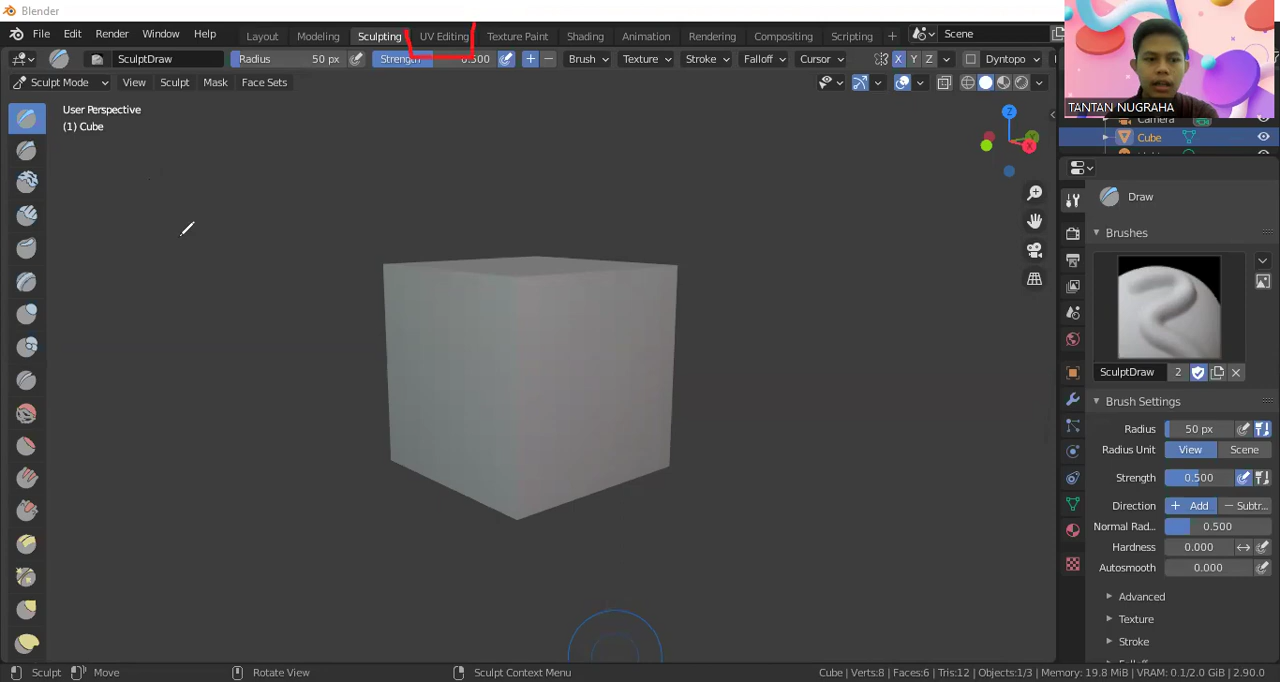 Blender
File Edit Render Window Help Layout Modeling Sculpting UV Editing Texture Paint Shading Animation Rendering Compositing Scripting + Scene
SculptDraw Radius 50 px Strength 0.500 Brush Texture Stroke Falloff Cursor X Y Z Dyntopo
Sculpt Mode View Sculpt Mask Face Sets
TANTAN NUGRAHA
User Perspective
(1) Cube
Z
Y
X
Camera
Cube
Draw
Brushes
SculptDraw 2
Brush Settings
Radius 50 px
Radius Unit View Scene
Strength 0.500
Direction + Add — Subtr...
Normal Rad... 0.500
Hardness 0.000
Autosmooth 0.000
Advanced
Texture
Stroke
Sculpt Move Rotate View Sculpt Context Menu Cube | Verts:8 | Faces:6 | Tris:12 | Objects:1/3 | Memory: 19.8 MiB | VRAM: 0.1/2.0 GiB | 2.90.0